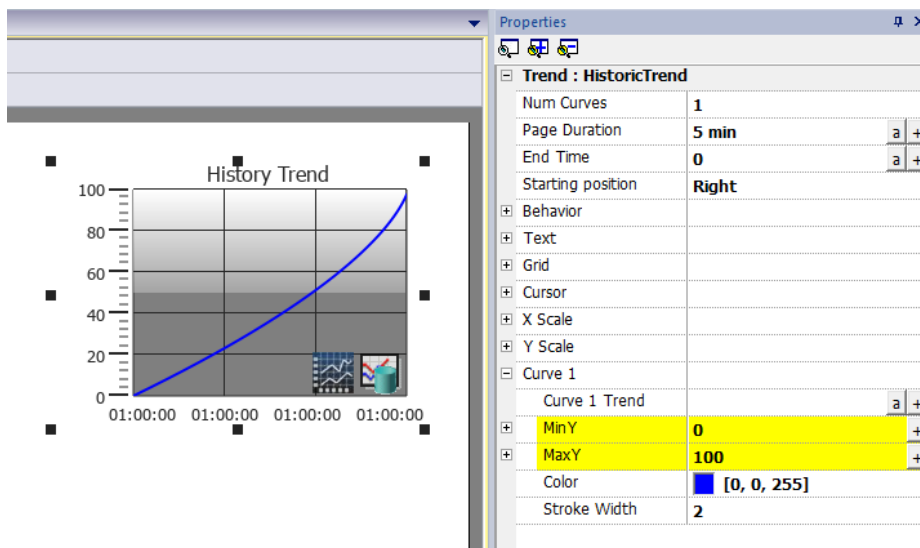 Properties
Trend : HistoricTrend
Num Curves 1
Page Duration 5 min a +
End Time 0 a +
Starting position Right
Behavior
Text
Grid
Cursor
X Scale
Y Scale
Curve 1
Curve 1 Trend a +
MinY 0 +
MaxY 100 +
Color [0, 0, 255]
Stroke Width 2
History Trend
100
80
60
40
20
0
01:00:00 01:00:00 01:00:00 01:00:00